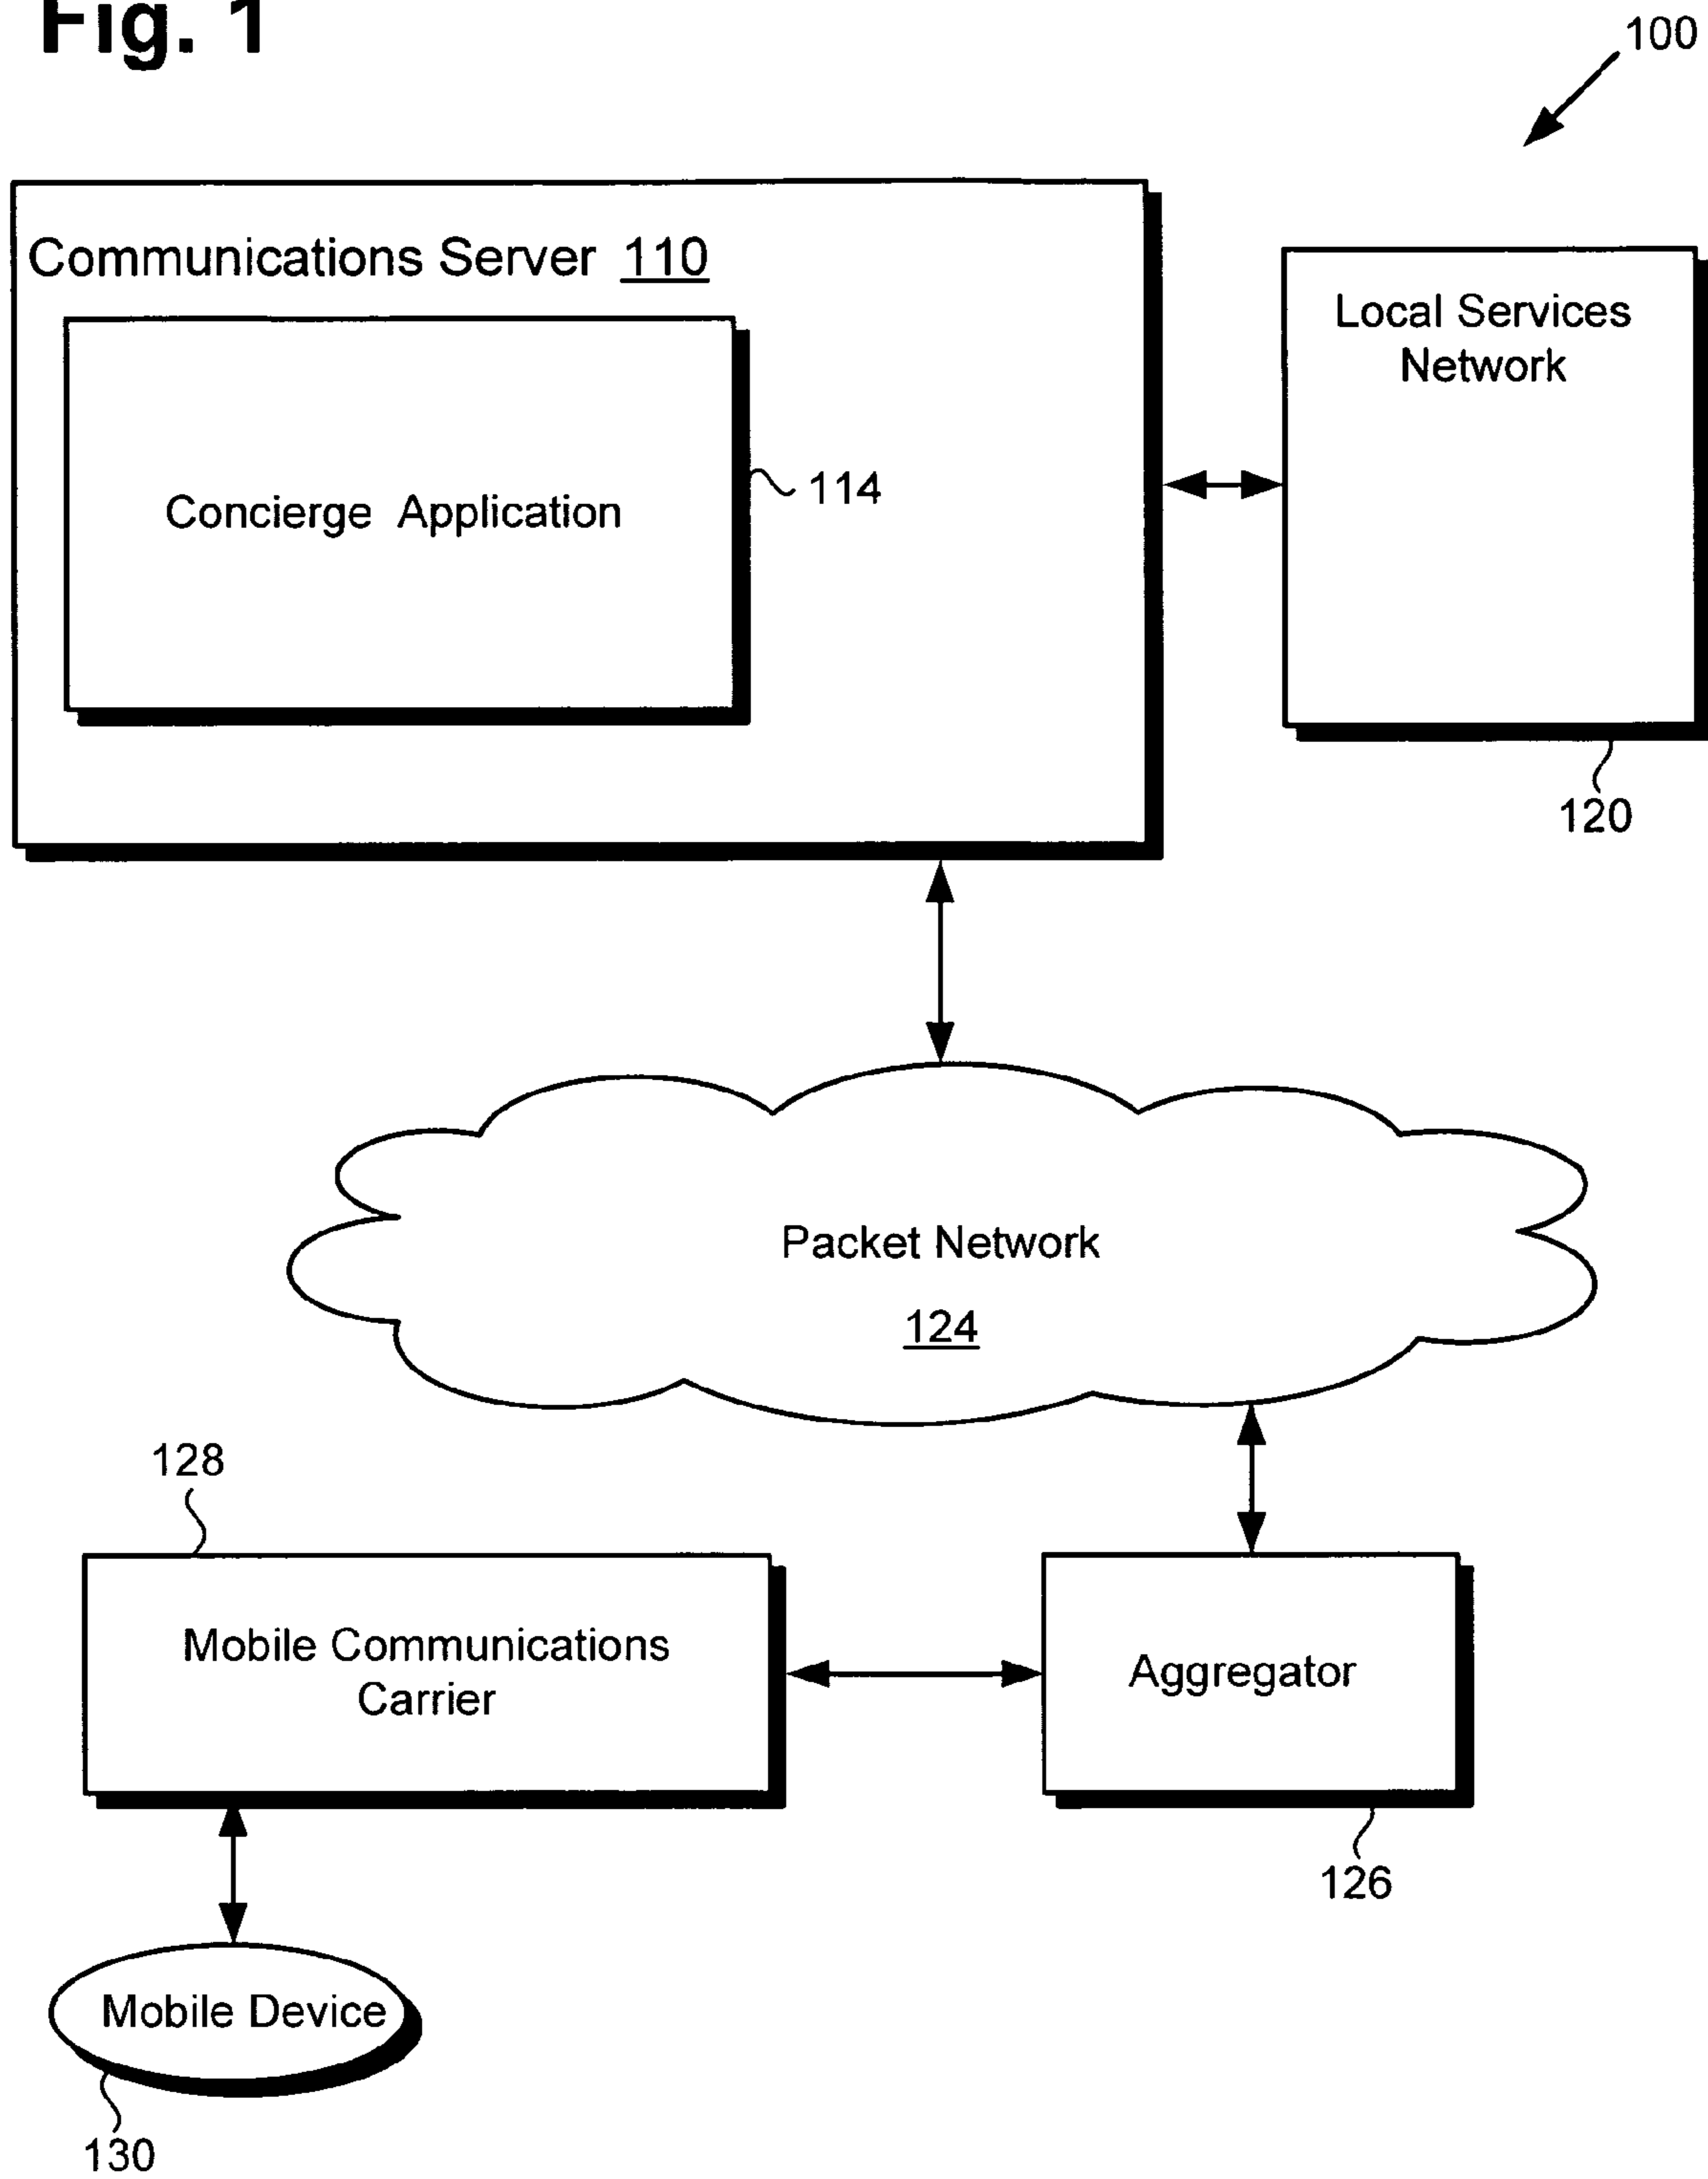 Fig. 1
100
Communications Server 110
Local Services
Network
Concierge Application
114
120
Packet Network
124
128
Mobile Communications
Carrier
Aggregator
126
Mobile Device
130